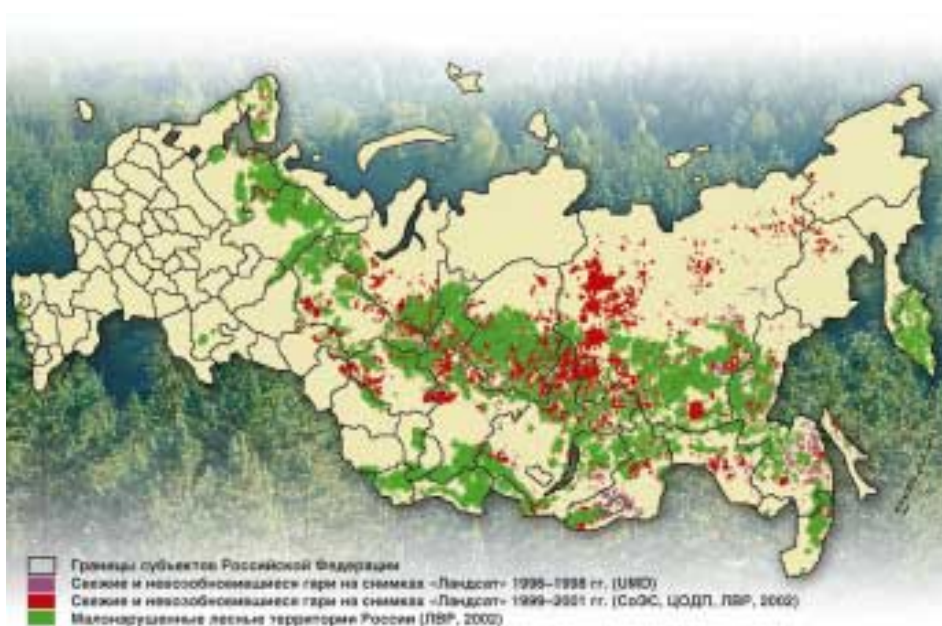 Границы субъектов Российской Федерации
Свежие и невозобновившиеся гари на снимках «Ландсат» 1996–1998 гг. (UMD)
Свежие и невозобновившиеся гари на снимках «Ландсат» 1999–2001 гг. (СоЭС, ЦОДП, ЛВР, 2002)
Малонарушенные лесные территории России (ЛВР, 2002)